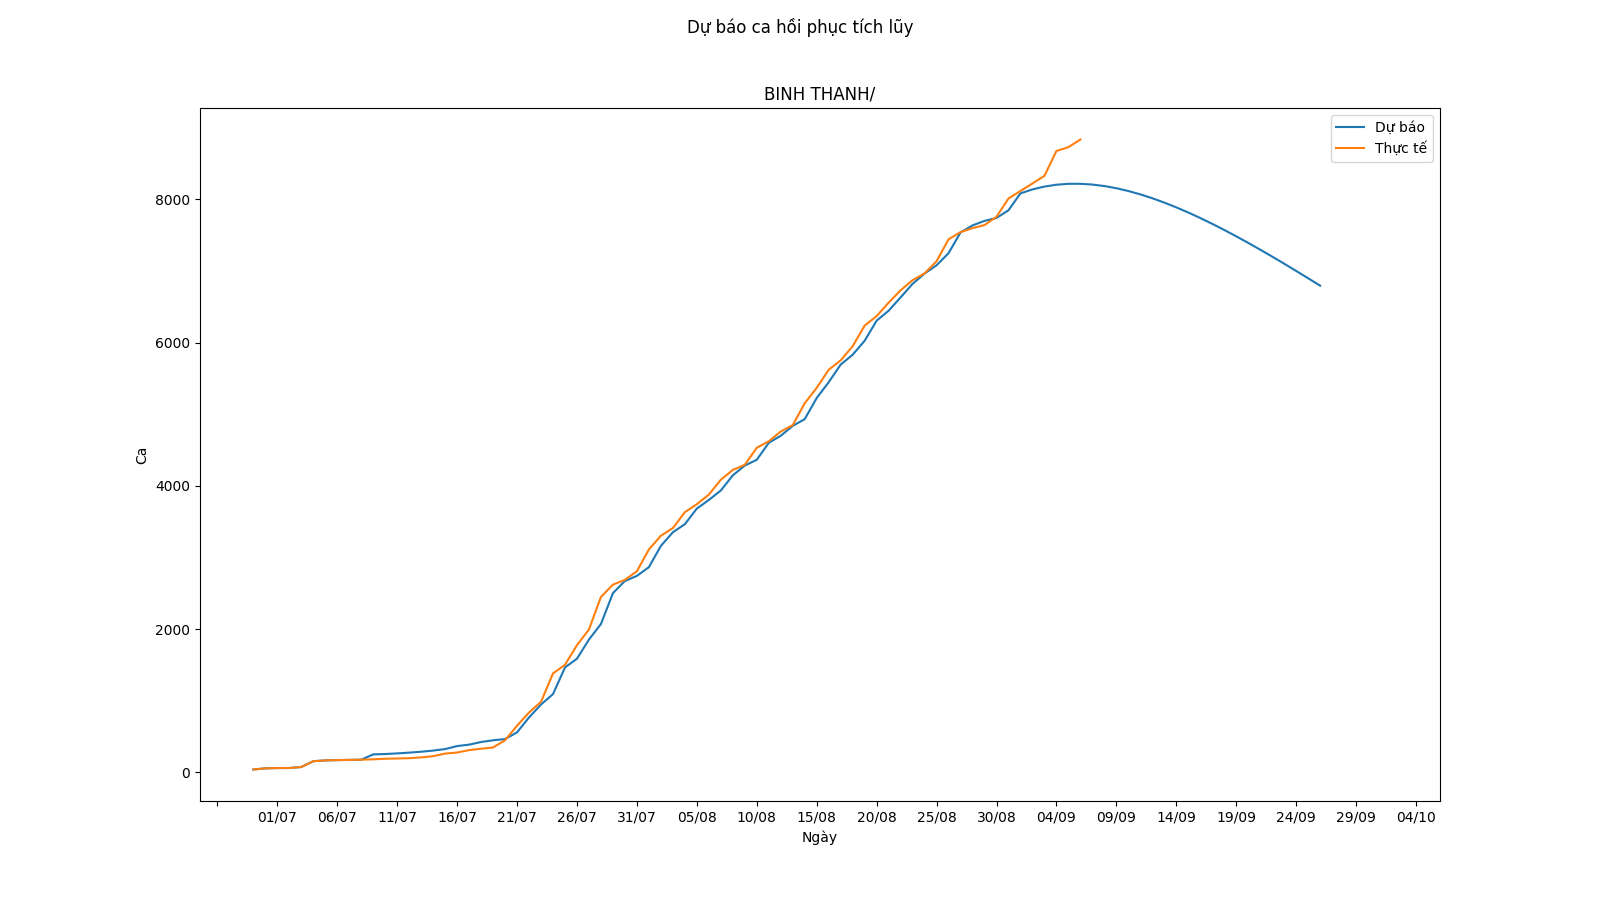 Dự báo ca hồi phục tích lũy
BINH THANH/
Dự báo
Thực tế
8000
6000
4000
2000
0
Ca
01/07 06/07 11/07 16/07 21/07 26/07 31/07 05/08 10/08 15/08 20/08 25/08 30/08 04/09 09/09 14/09 19/09 24/09 29/09 04/10
Ngày